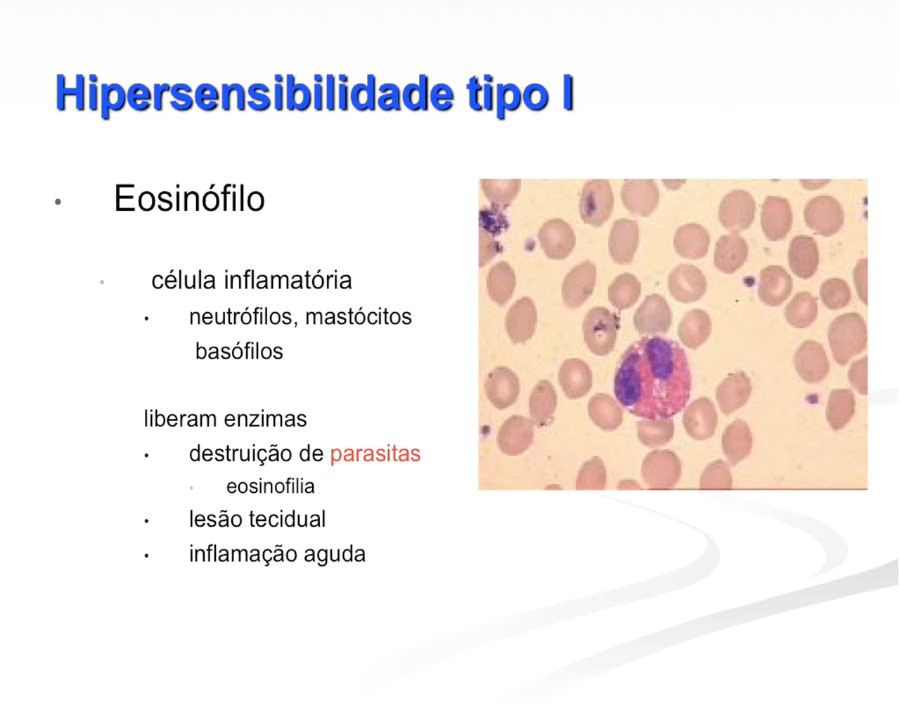 Hipersensibilidade tipo I
• Eosinófilo
• célula inflamatória
• neutrófilos, mastócitos
basófilos
liberam enzimas
• destruição de parasitas
• eosinofilia
• lesão tecidual
• inflamação aguda